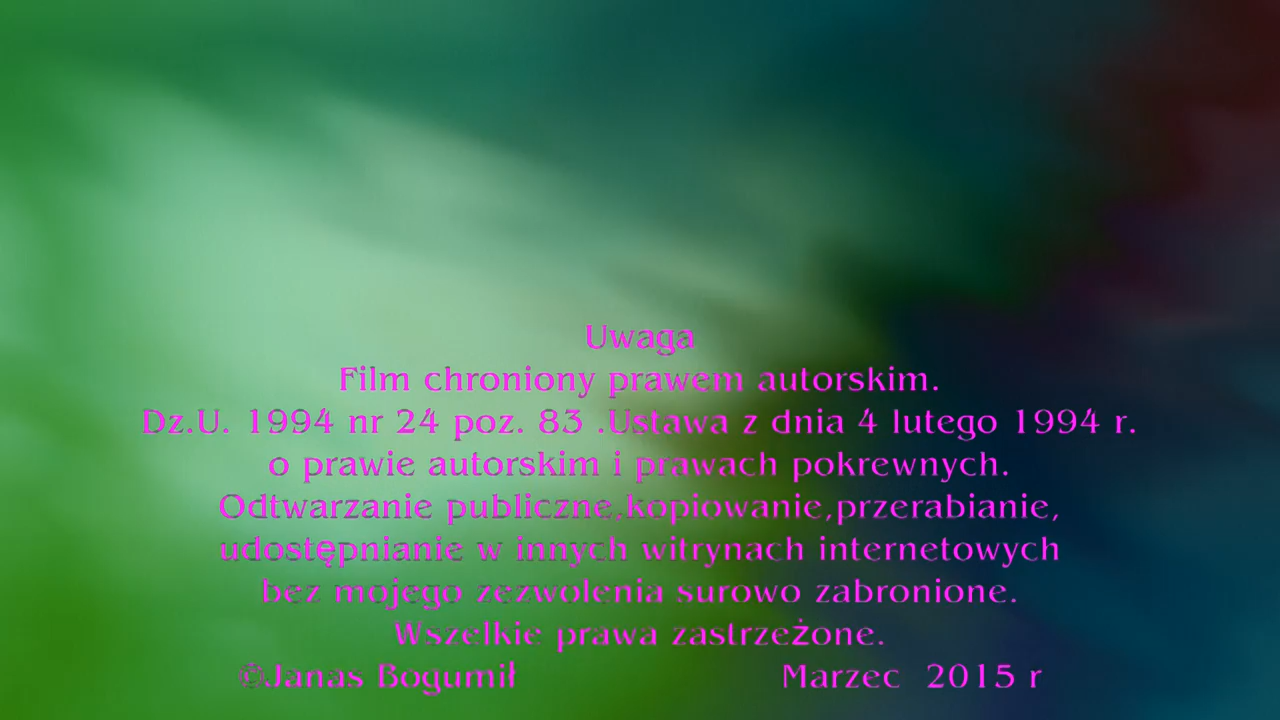 Uwaga
Film chroniony prawem autorskim.
Dz.U. 1994 nr 24 poz. 83 .Ustawa z dnia 4 lutego 1994 r.
o prawie autorskim i prawach pokrewnych.
Odtwarzanie publiczne,kopiowanie,przerabianie,
udostępnianie w innych witrynach internetowych
bez mojego zezwolenia surowo zabronione.
Wszelkie prawa zastrzeżone.
©Janas Bogumił Marzec 2015 r